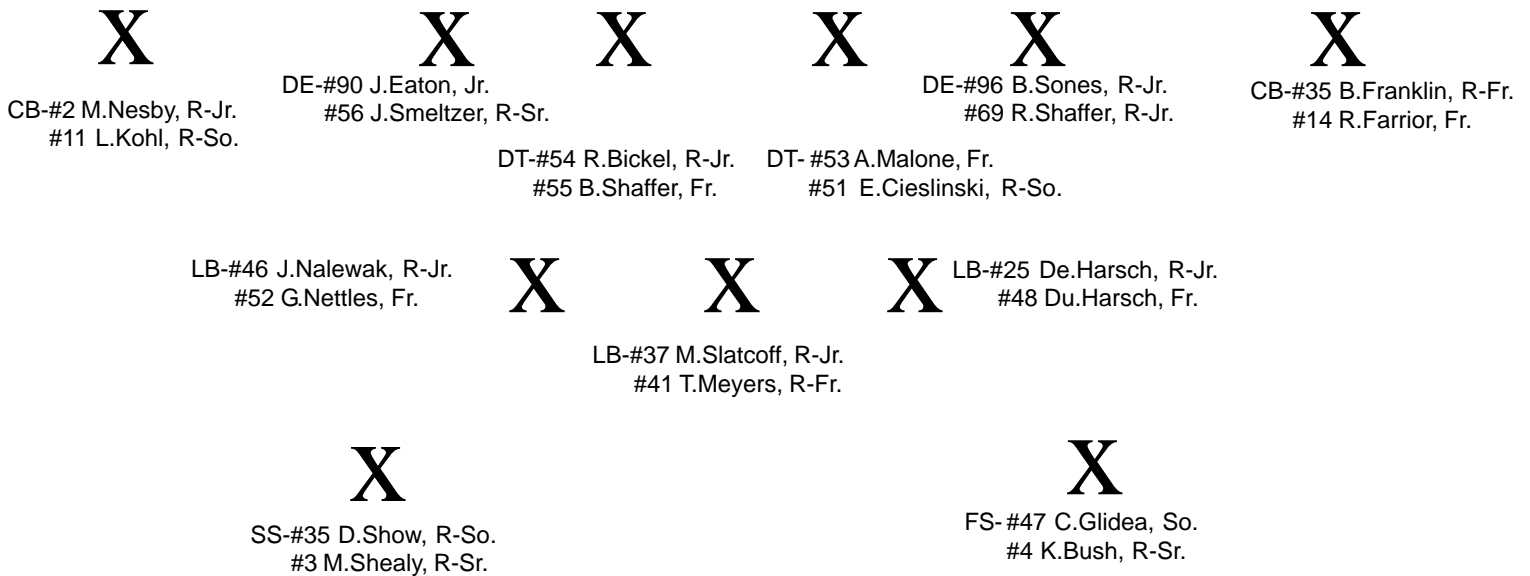 X X X X X X
CB-#2 M.Nesby, R-Jr.
#11 L.Kohl, R-So.
DE-#90 J.Eaton, Jr.
#56 J.Smeltzer, R-Sr.
DT-#54 R.Bickel, R-Jr.
#55 B.Shaffer, Fr.
DT- #53 A.Malone, Fr.
#51 E.Cieslinski, R-So.
DE-#96 B.Sones, R-Jr.
#69 R.Shaffer, R-Jr.
CB-#35 B.Franklin, R-Fr.
#14 R.Farrior, Fr.
LB-#46 J.Nalewak, R-Jr.
#52 G.Nettles, Fr.
X X X
LB-#25 De.Harsch, R-Jr.
#48 Du.Harsch, Fr.
LB-#37 M.Slatcoff, R-Jr.
#41 T.Meyers, R-Fr.
X X
SS-#35 D.Show, R-So.
#3 M.Shealy, R-Sr.
FS- #47 C.Glidea, So.
#4 K.Bush, R-Sr.